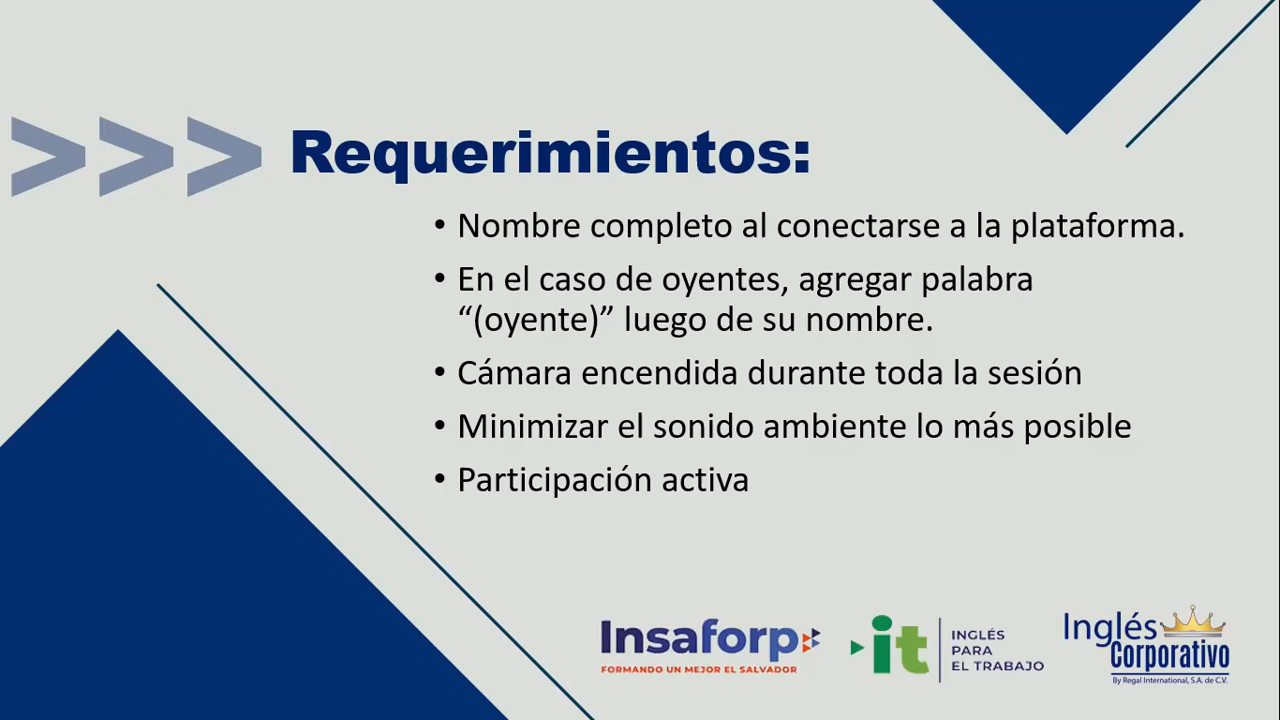 >>> Requerimientos:
• Nombre completo al conectarse a la plataforma.
• En el caso de oyentes, agregar palabra
“(oyente)” luego de su nombre.
• Cámara encendida durante toda la sesión
• Minimizar el sonido ambiente lo más posible
• Participación activa
Insaforp
FORMANDO UN MEJOR EL SALVADOR
it
INGLÉS
PARA
EL TRABAJO
Inglés
Corporativo
By Regal International, S.A. de C.V.